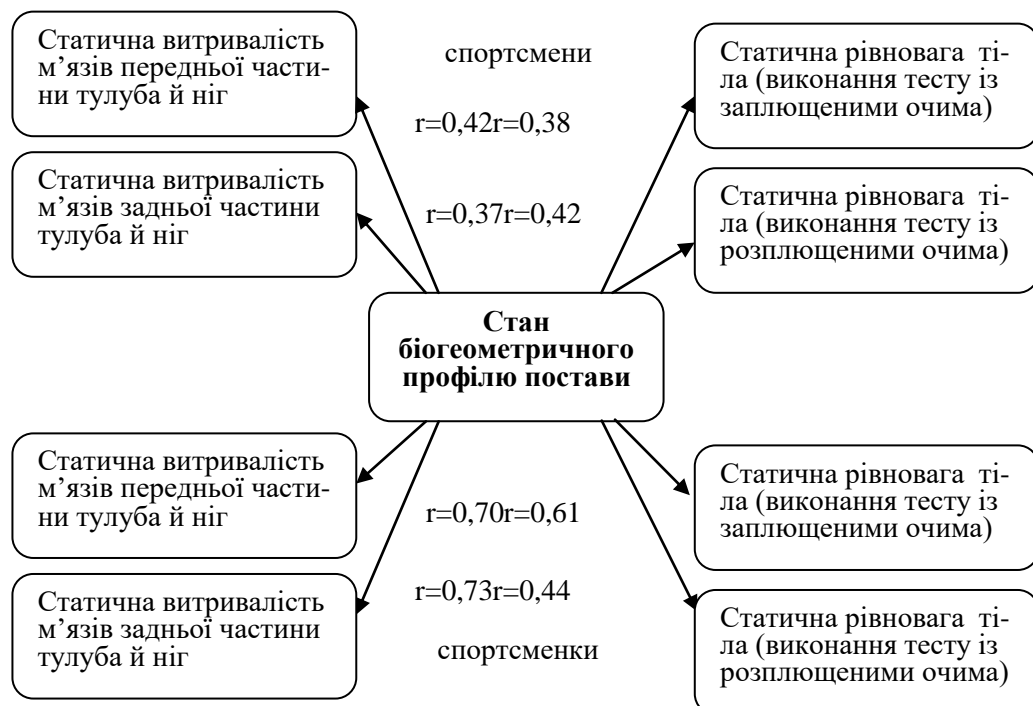 Статична витривалість
м’язів передньої части-
ни тулуба й ніг
спортсмени
Статична рівновага ті-
ла (виконання тесту із
заплющеними очима)
r=0,42r=0,38
Статична витривалість
м’язів задньої частини
тулуба й ніг
r=0,37r=0,42
Статична рівновага ті-
ла (виконання тесту із
розплющеними очима)
Стан
біогеометричного
профілю постави
Статична витривалість
м’язів передньої части-
ни тулуба й ніг
r=0,70r=0,61
Статична рівновага ті-
ла (виконання тесту із
заплющеними очима)
Статична витривалість
м’язів задньої частини
тулуба й ніг
r=0,73r=0,44
спортсменки
Статична рівновага ті-
ла (виконання тесту із
розплющеними очима)